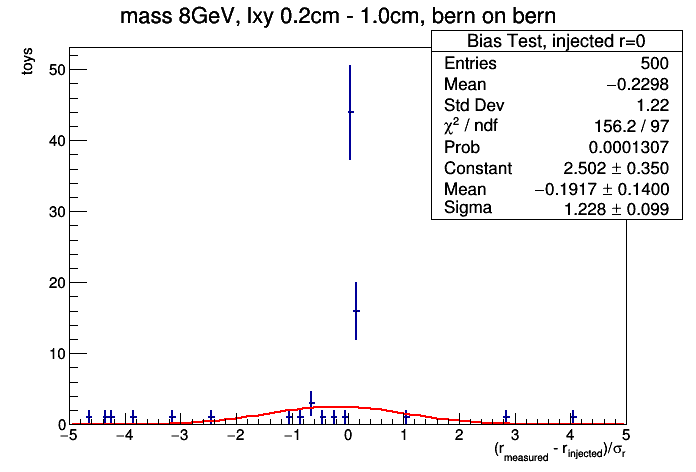 mass 8GeV, lxy 0.2cm - 1.0cm, bern on bern
Bias Test, injected r=0
Entries 500
Mean −0.2298
Std Dev 1.22
χ² / ndf 156.2 / 97
Prob 0.0001307
Constant 2.502 ± 0.350
Mean −0.1917 ± 0.1400
Sigma 1.228 ± 0.099
toys
50
40
30
20
10
0
−5 −4 −3 −2 −1 0 1 2 3 4 5
(r_measured - r_injected)/σ_r